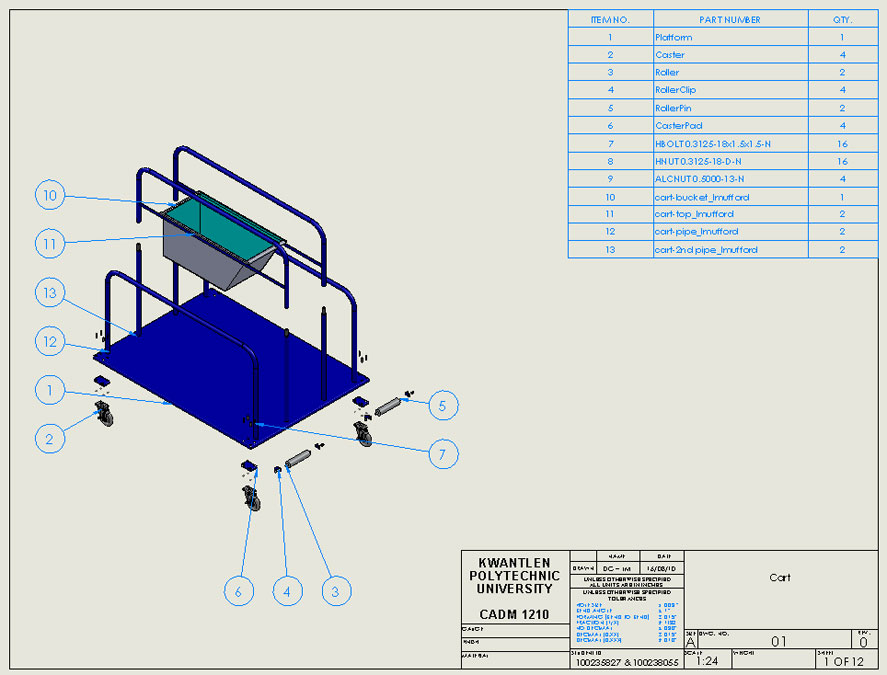 ITEM NO. PART NUMBER QTY.
1 Platform 1
2 Caster 4
3 Roller 2
4 RollerClip 4
5 RollerPin 2
6 CasterPad 4
7 HBOLT 0.3125-18x1.5x1.5-N 16
8 HNUT 0.3125-18-D-N 16
9 ALCNUT 0.5000-13-N 4
10 cart-bucket_lmufford 1
11 cart-top_lmufford 2
12 cart-pipe_lmufford 2
13 cart-2nd pipe_lmufford 2
10
11
13
12
1
2
5
7
6
4
3
KWANTLEN
POLYTECHNIC
UNIVERSITY
CADM 1210
NAME DATE
DRAWN DC - lM 16/08/10
UNLESS OTHERWISE SPECIFIED
ALL UNITS ARE IN INCHES
UNLESS OTHERWISE SPECIFIED
TOLERANCES
STUDENT ID
100235827 & 100238055
Cart
SIZE DWG. NO. REV.
A 01 0
SCALE WEIGHT SHEET
1:24 1 OF 12